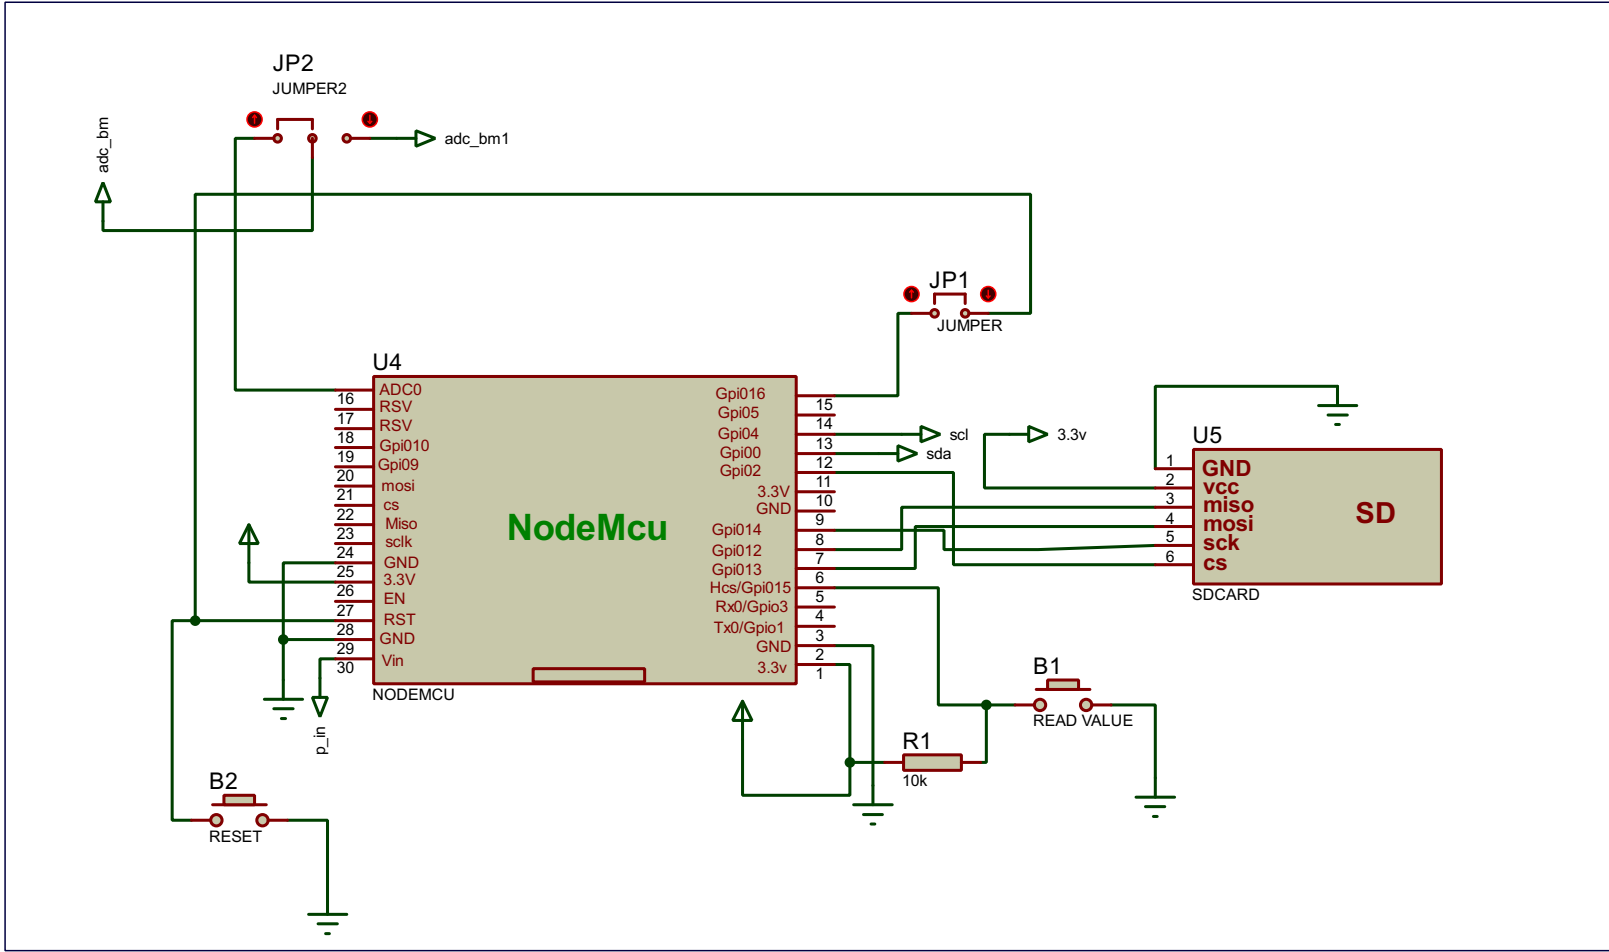 JP2
JUMPER2
adc_bm
adc_bm1
JP1
JUMPER
U4
ADC0
16
RSV
17
RSV
18
Gpi010
19
Gpi09
20
mosi
21
cs
22
Miso
23
sclk
24
GND
25
3.3V
26
EN
27
RST
28
GND
29
Vin
30
NodeMcu
NODEMCU
Gpi016
15
Gpi05
14
Gpi04
13
Gpi00
12
Gpi02
11
3.3V
10
GND
9
Gpi014
8
Gpi012
7
Gpi013
6
Hcs/Gpi015
5
Rx0/Gpio3
4
Tx0/Gpio1
3
GND
2
3.3v
1
scl
sda
3.3v
U5
1 GND
2 vcc
3 miso
4 mosi
5 sck
6 cs
SD
SDCARD
p_in
B1
READ VALUE
R1
10k
B2
RESET